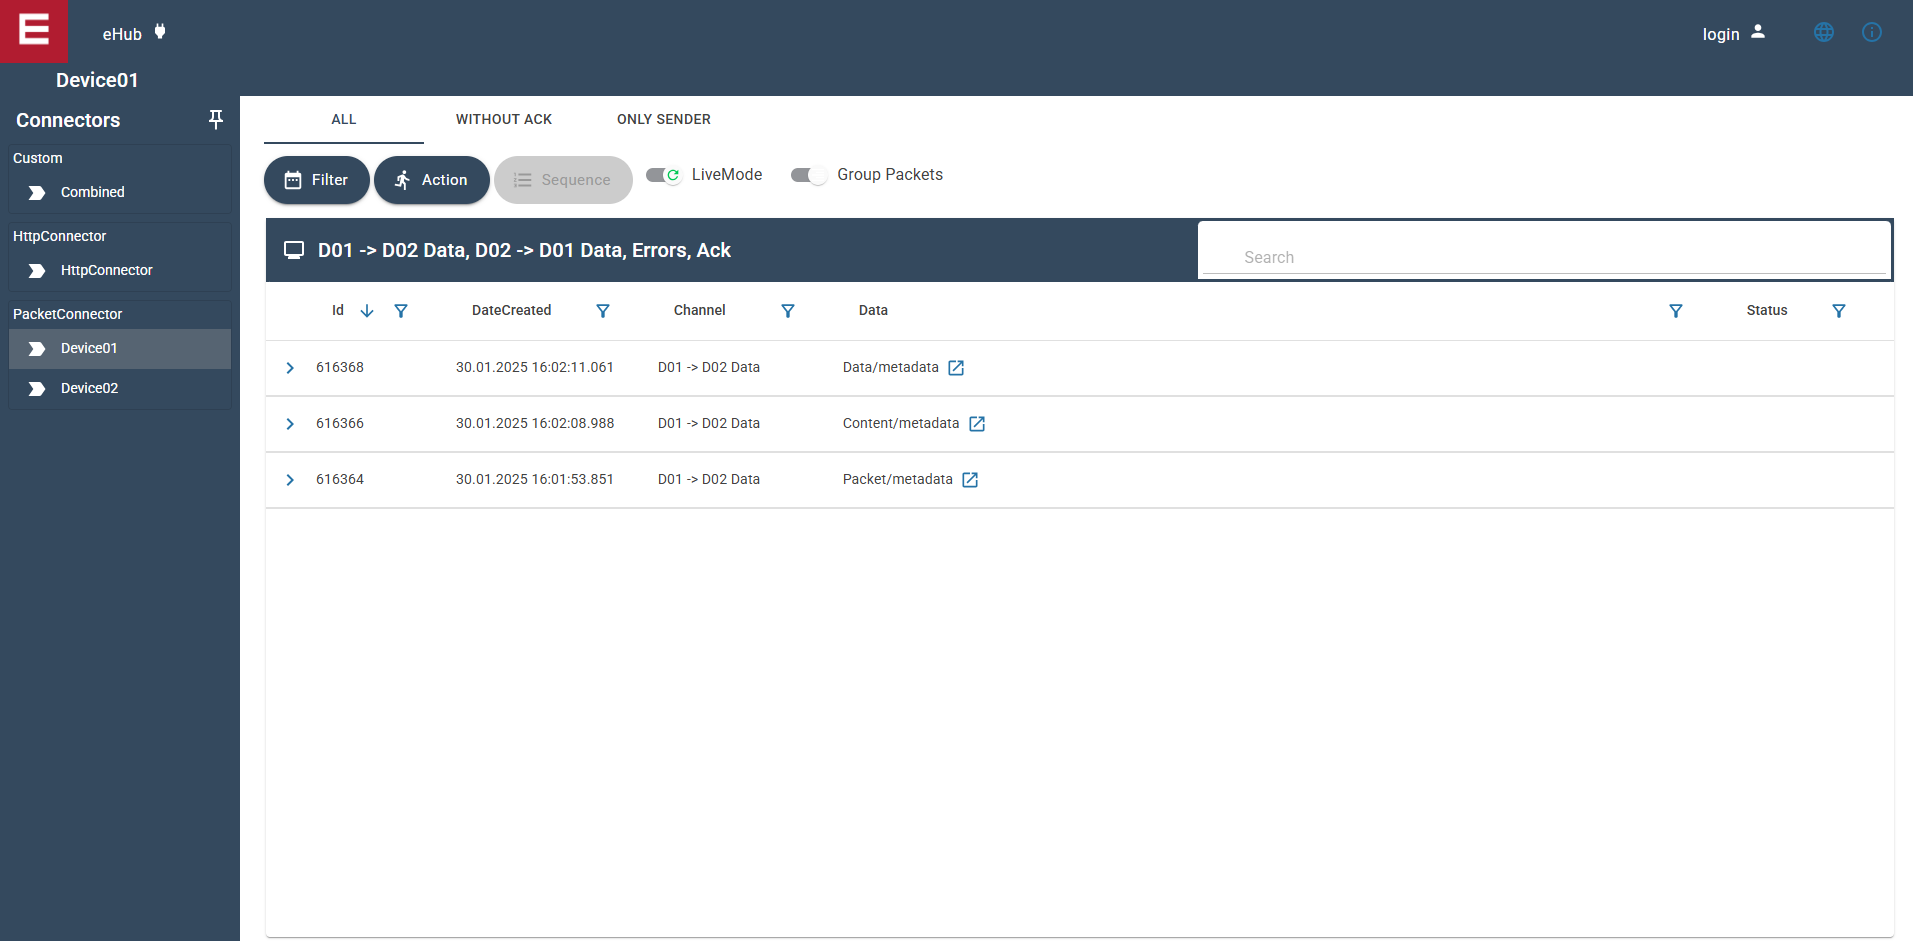 E
eHub
login
Device01
Connectors
Custom
Combined
HttpConnector
HttpConnector
PacketConnector
Device01
Device02
ALL WITHOUT ACK ONLY SENDER
Filter Action Sequence LiveMode Group Packets
D01 -> D02 Data, D02 -> D01 Data, Errors, Ack
Search
Id DateCreated Channel Data Status
616368 30.01.2025 16:02:11.061 D01 -> D02 Data Data/metadata
616366 30.01.2025 16:02:08.988 D01 -> D02 Data Content/metadata
616364 30.01.2025 16:01:53.851 D01 -> D02 Data Packet/metadata